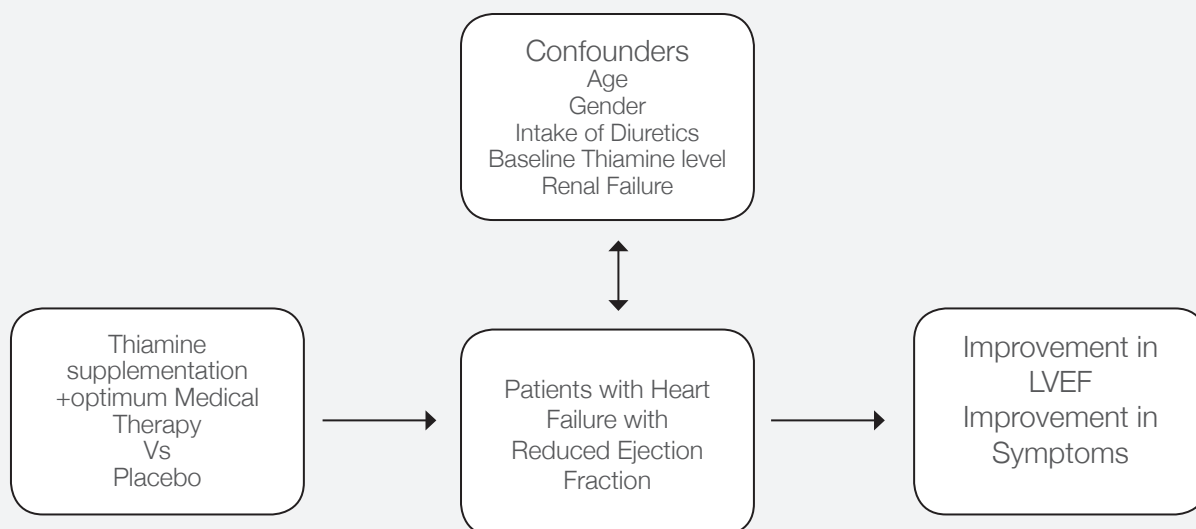 Confounders
Age
Gender
Intake of Diuretics
Baseline Thiamine level
Renal Failure
Thiamine
supplementation
+optimum Medical
Therapy
Vs
Placebo
Patients with Heart
Failure with
Reduced Ejection
Fraction
Improvement in
LVEF
Improvement in
Symptoms